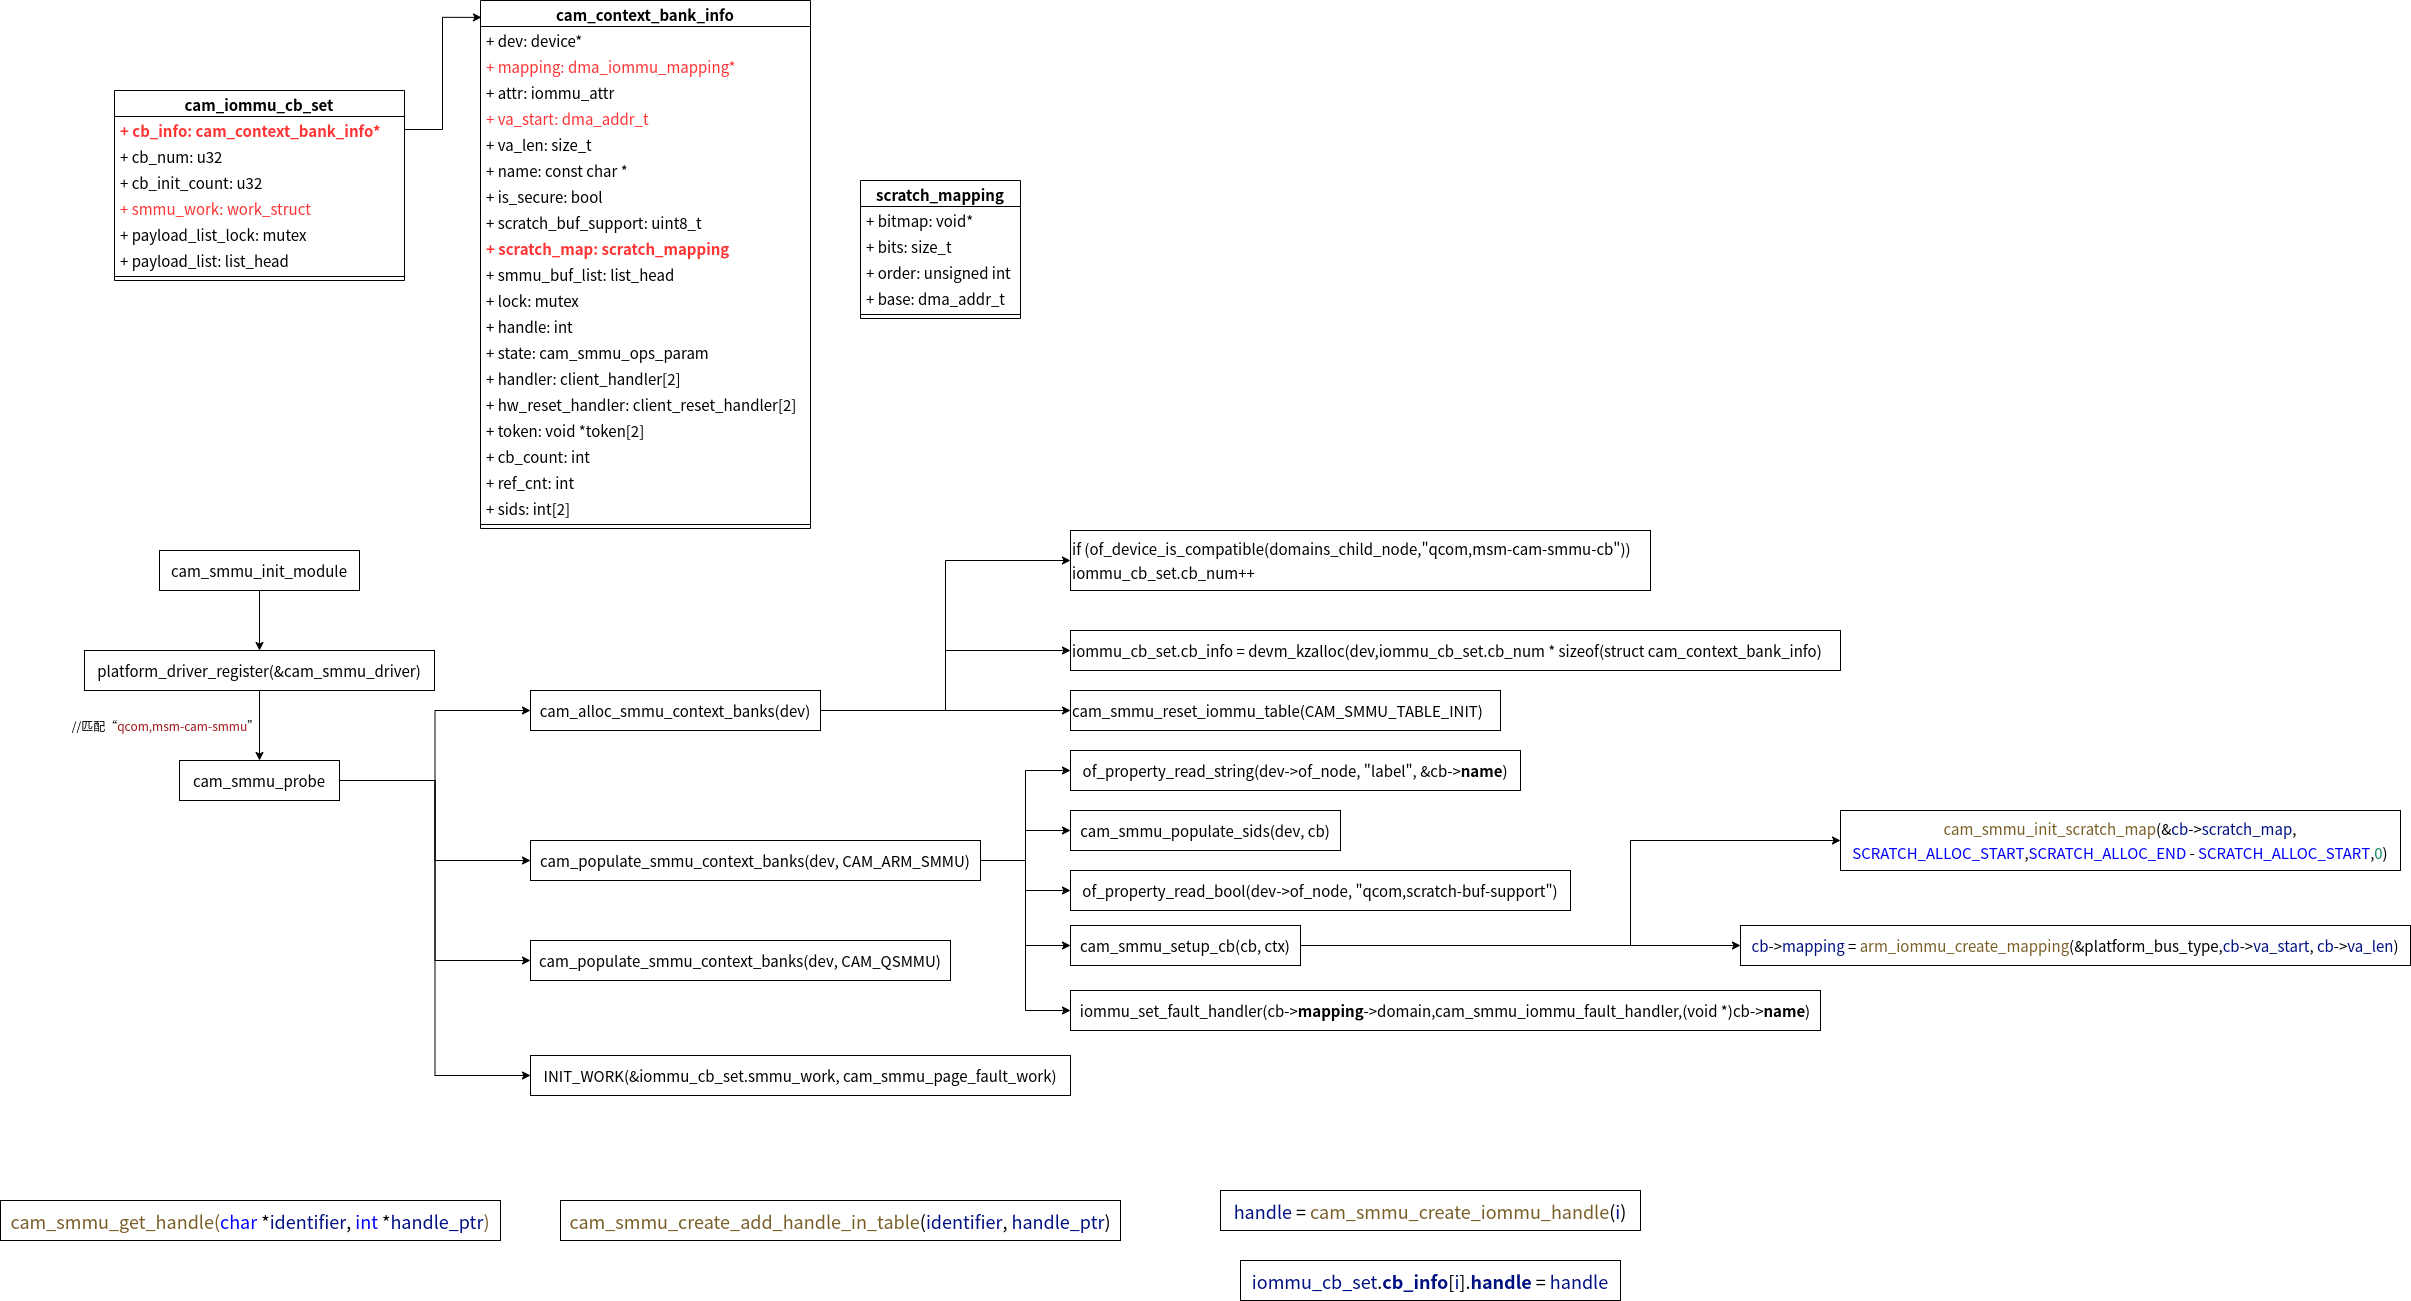 cam_context_bank_info
+ dev: device*
+ mapping: dma_iommu_mapping*
+ attr: iommu_attr
+ va_start: dma_addr_t
+ va_len: size_t
+ name: const char *
+ is_secure: bool
+ scratch_buf_support: uint8_t
+ scratch_map: scratch_mapping
+ smmu_buf_list: list_head
+ lock: mutex
+ handle: int
+ state: cam_smmu_ops_param
+ handler: client_handler[2]
+ hw_reset_handler: client_reset_handler[2]
+ token: void *token[2]
+ cb_count: int
+ ref_cnt: int
+ sids: int[2]
cam_iommu_cb_set
+ cb_info: cam_context_bank_info*
+ cb_num: u32
+ cb_init_count: u32
+ smmu_work: work_struct
+ payload_list_lock: mutex
+ payload_list: list_head
scratch_mapping
+ bitmap: void*
+ bits: size_t
+ order: unsigned int
+ base: dma_addr_t
cam_smmu_init_module
platform_driver_register(&cam_smmu_driver)
//匹配“qcom,msm-cam-smmu”
cam_smmu_probe
cam_alloc_smmu_context_banks(dev)
if (of_device_is_compatible(domains_child_node,"qcom,msm-cam-smmu-cb"))
iommu_cb_set.cb_num++
iommu_cb_set.cb_info = devm_kzalloc(dev,iommu_cb_set.cb_num * sizeof(struct cam_context_bank_info)
cam_smmu_reset_iommu_table(CAM_SMMU_TABLE_INIT)
cam_populate_smmu_context_banks(dev, CAM_ARM_SMMU)
of_property_read_string(dev->of_node, "label", &cb->name)
cam_smmu_populate_sids(dev, cb)
of_property_read_bool(dev->of_node, "qcom,scratch-buf-support")
cam_smmu_setup_cb(cb, ctx)
cam_smmu_init_scratch_map(&cb->scratch_map,
SCRATCH_ALLOC_START,SCRATCH_ALLOC_END - SCRATCH_ALLOC_START,0)
cb->mapping = arm_iommu_create_mapping(&platform_bus_type,cb->va_start, cb->va_len)
iommu_set_fault_handler(cb->mapping->domain,cam_smmu_iommu_fault_handler,(void *)cb->name)
cam_populate_smmu_context_banks(dev, CAM_QSMMU)
INIT_WORK(&iommu_cb_set.smmu_work, cam_smmu_page_fault_work)
cam_smmu_get_handle(char *identifier, int *handle_ptr)
cam_smmu_create_add_handle_in_table(identifier, handle_ptr)
handle = cam_smmu_create_iommu_handle(i)
iommu_cb_set.cb_info[i].handle = handle